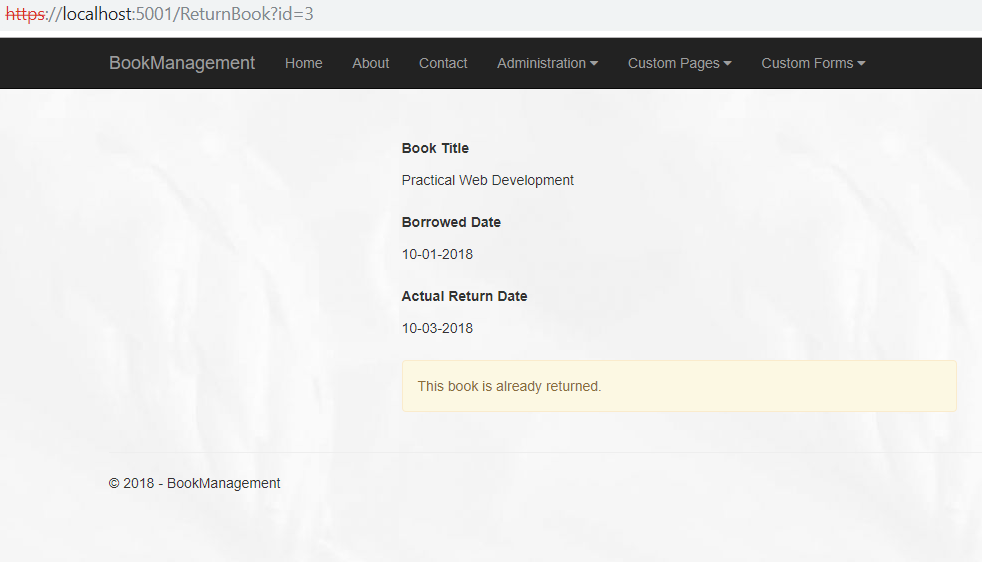 https://localhost:5001/ReturnBook?id=3
BookManagement Home About Contact Administration Custom Pages Custom Forms
Book Title
Practical Web Development
Borrowed Date
10-01-2018
Actual Return Date
10-03-2018
This book is already returned.
© 2018 - BookManagement